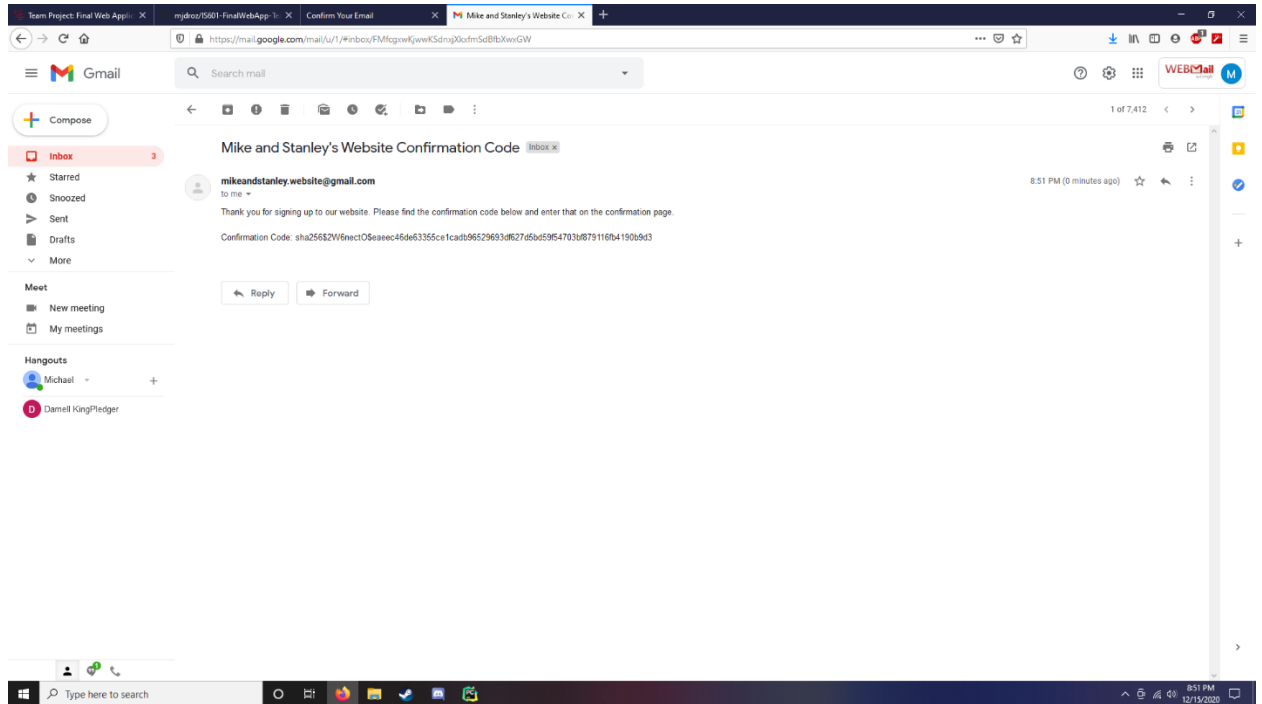 Team Project: Final Web Applic
mjdroz/IS601-FinalWebApp-Te
Confirm Your Email
Mike and Stanley's Website Con
https://mail.google.com/mail/u/1/#inbox/FMfcgxwKjwwKSdnxjXkxfmSdBfbXwxGW
Gmail
Search mail
WEBMail
M
Compose
1 of 7,412
Inbox 3
Starred
Snoozed
Sent
Drafts
More
Meet
New meeting
My meetings
Hangouts
Michael
D Darnell KingPledger
Mike and Stanley's Website Confirmation Code Inbox x
mikeandstanley.website@gmail.com
8:51 PM (0 minutes ago)
to me
Thank you for signing up to our website. Please find the confirmation code below and enter that on the confirmation page.
Confirmation Code: sha256$2W6nectO$eaeec46de63355ce1cadb96529693df627d5bd59f54703bf879116fb4190b9d3
Reply
Forward
Type here to search
8:51 PM
12/15/2020